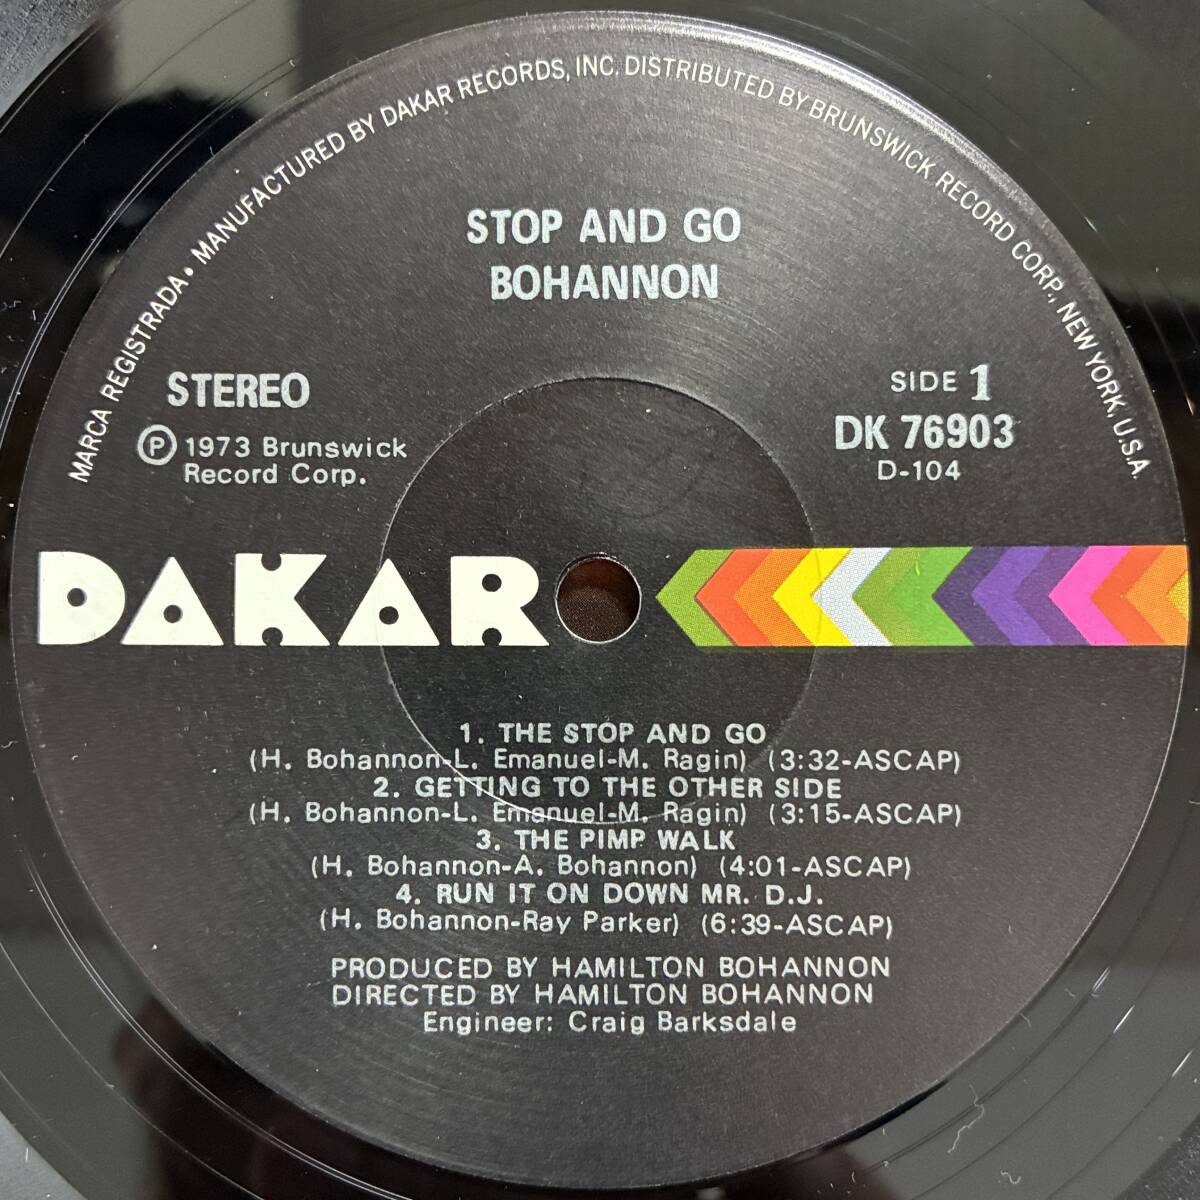 MARCA REGISTRADA • MANUFACTURED BY DAKAR RECORDS, INC. DISTRIBUTED BY BRUNSWICK RECORD CORP., NEW YORK, U.S.A.
STOP AND GO
BOHANNON
STEREO
Ⓟ 1973 Brunswick
Record Corp.
SIDE 1
DK 76903
D-104
DAKAR
1. THE STOP AND GO
(H. Bohannon-L. Emanuel-M. Ragin) (3:32-ASCAP)
2. GETTING TO THE OTHER SIDE
(H. Bohannon-L. Emanuel-M. Ragin) (3:15-ASCAP)
3. THE PIMP WALK
(H. Bohannon-A. Bohannon) (4:01-ASCAP)
4. RUN IT ON DOWN MR. D.J.
(H. Bohannon-Ray Parker) (6:39-ASCAP)
PRODUCED BY HAMILTON BOHANNON
DIRECTED BY HAMILTON BOHANNON
Engineer: Craig Barksdale